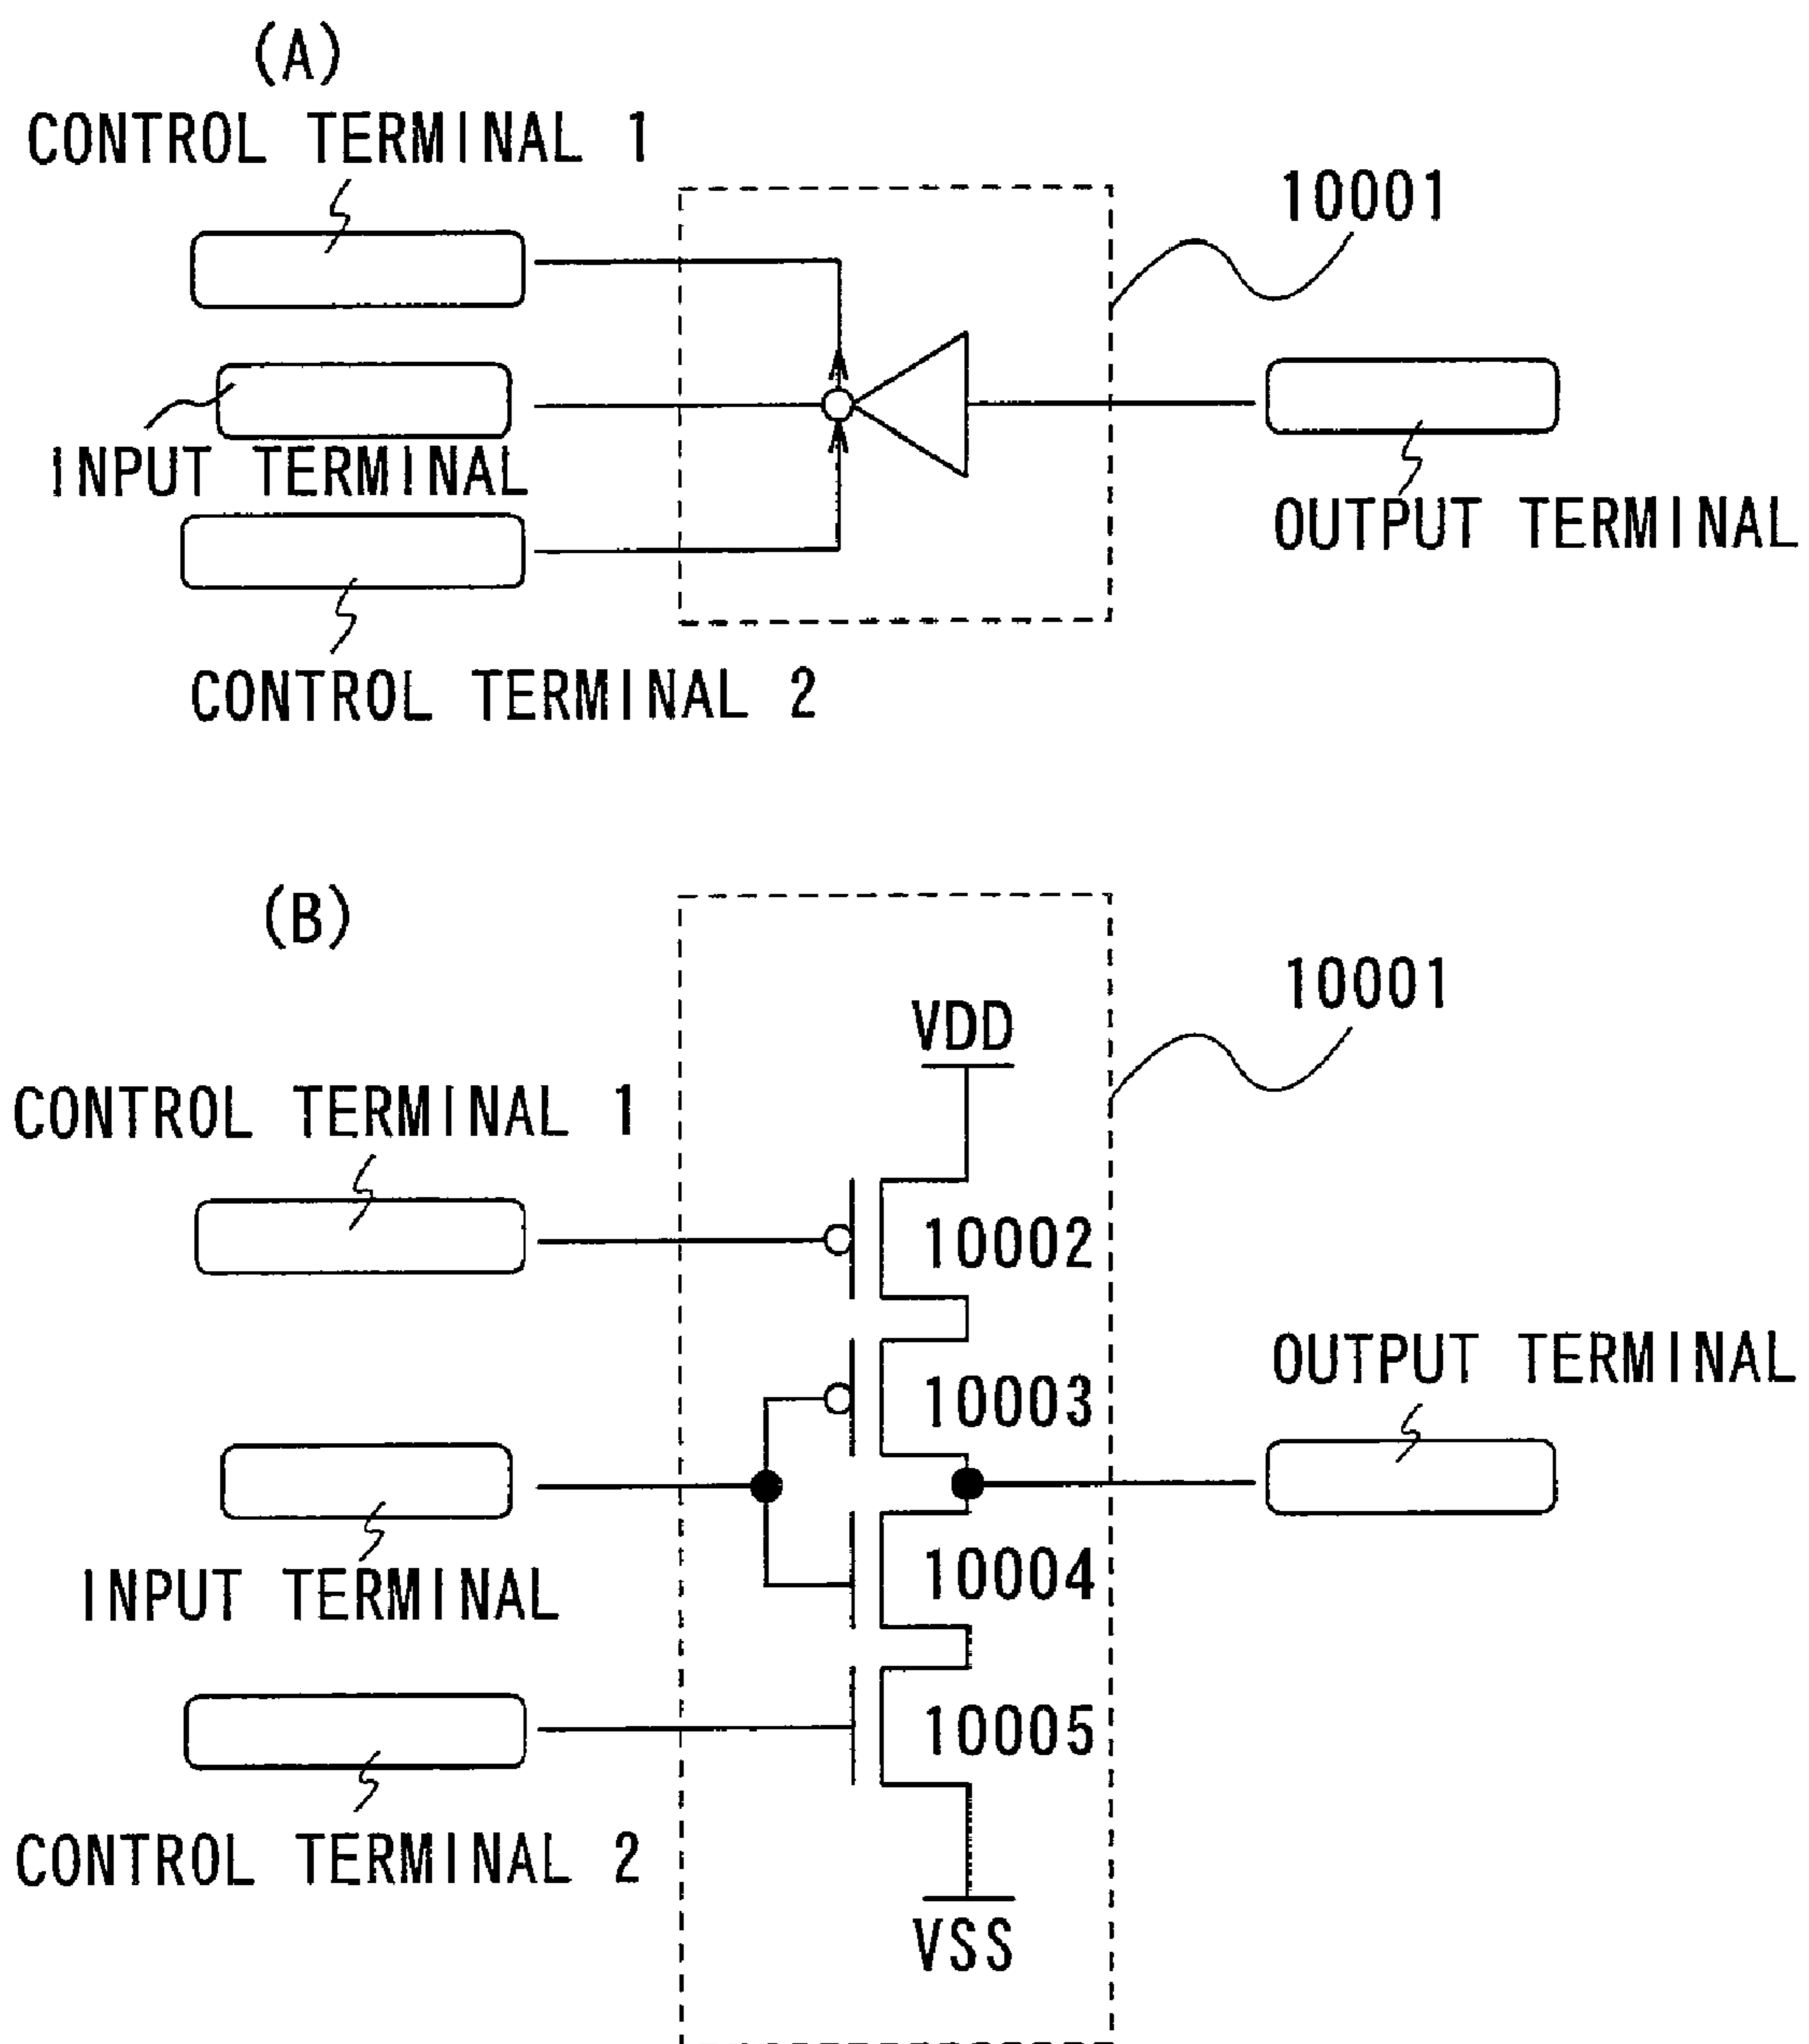 (A)
CONTROL TERMINAL 1
10001
INPUT TERMINAL
OUTPUT TERMINAL
CONTROL TERMINAL 2
(B)
10001
VDD
CONTROL TERMINAL 1
10002
OUTPUT TERMINAL
10003
10004
INPUT TERMINAL
10005
CONTROL TERMINAL 2
VSS